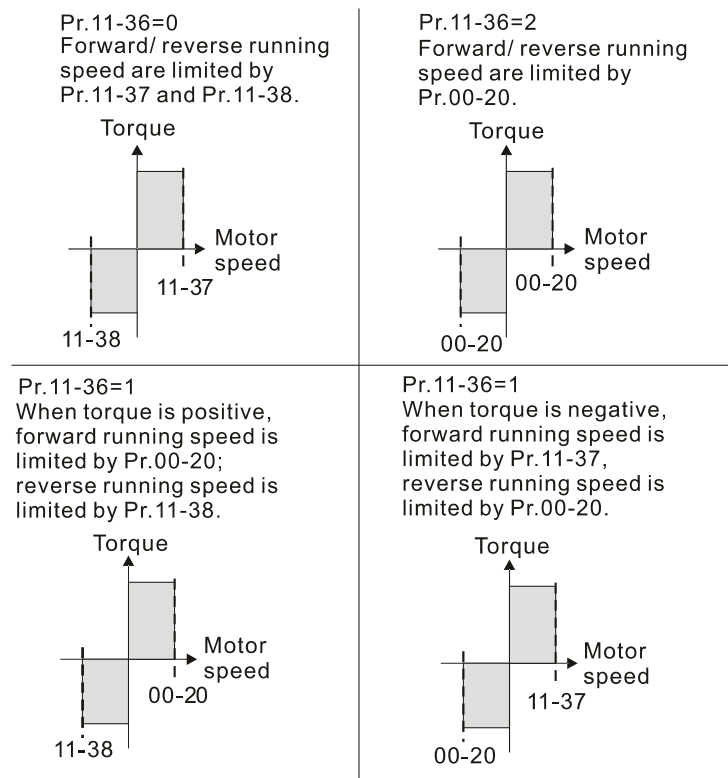 Pr.11-36=0
Forward/ reverse running
speed are limited by
Pr.11-37 and Pr.11-38.
Torque
Motor
speed
11-37
11-38
Pr.11-36=2
Forward/ reverse running
speed are limited by
Pr.00-20.
Torque
Motor
speed
00-20
00-20
Pr.11-36=1
When torque is positive,
forward running speed is
limited by Pr.00-20;
reverse running speed is
limited by Pr.11-38.
Torque
Motor
speed
00-20
11-38
Pr.11-36=1
When torque is negative,
forward running speed is
limited by Pr.11-37,
reverse running speed is
limited by Pr.00-20.
Torque
Motor
speed
11-37
00-20